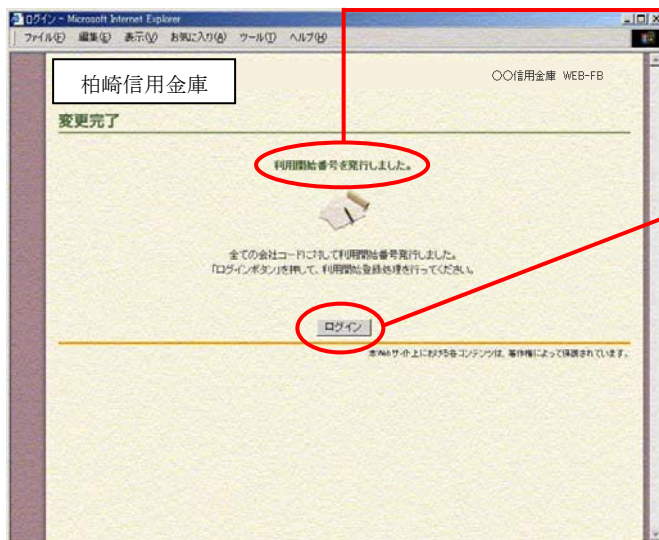 ログイン - Microsoft Internet Explorer
ファイル(F) 編集(E) 表示(V) お気に入り(A) ツール(T) ヘルプ(H)
柏崎信用金庫
〇〇信用金庫 WEB-FB
変更完了
利用開始番号を発行しました。
全ての会社コードに対して利用開始番号発行しました。
「ログインボタン」を押して、利用開始登録処理を行ってください。
ログイン
本Webサイト上における各コンテンツは、著作権によって保護されています。